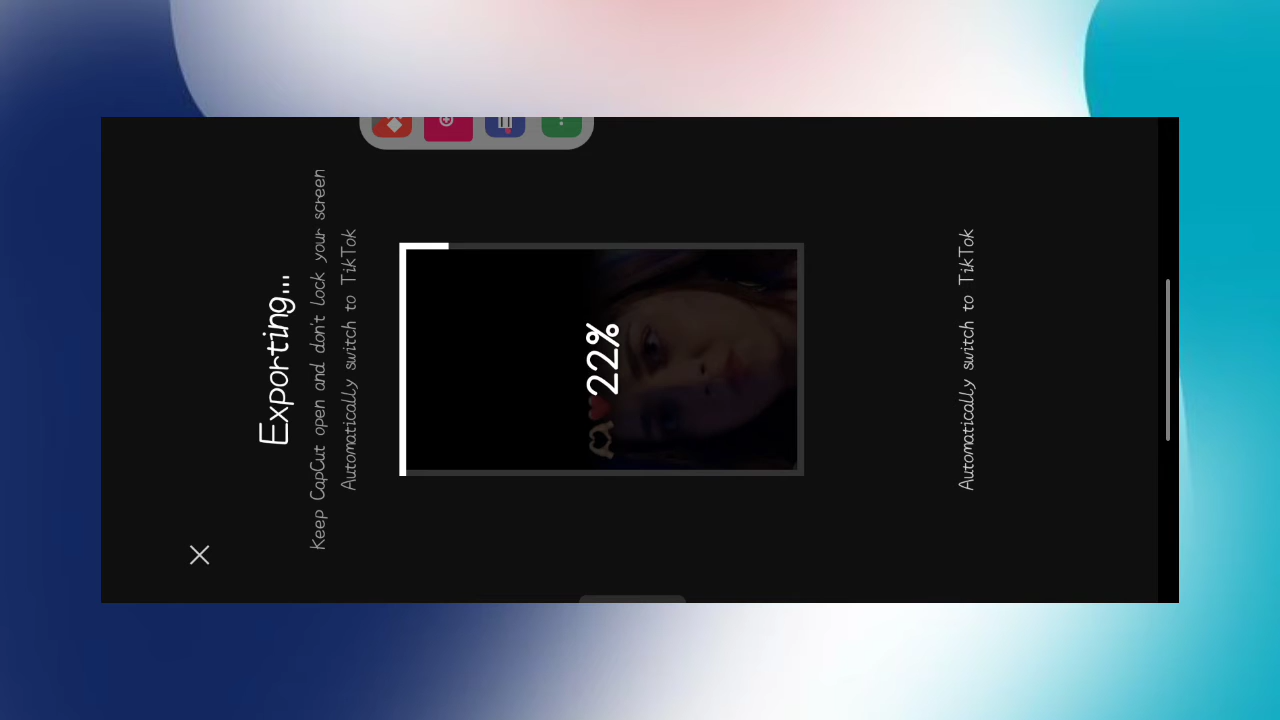 Exporting...
Keep CapCut open and don't lock your screen
Automatically switch to TikTok
22%
Automatically switch to TikTok